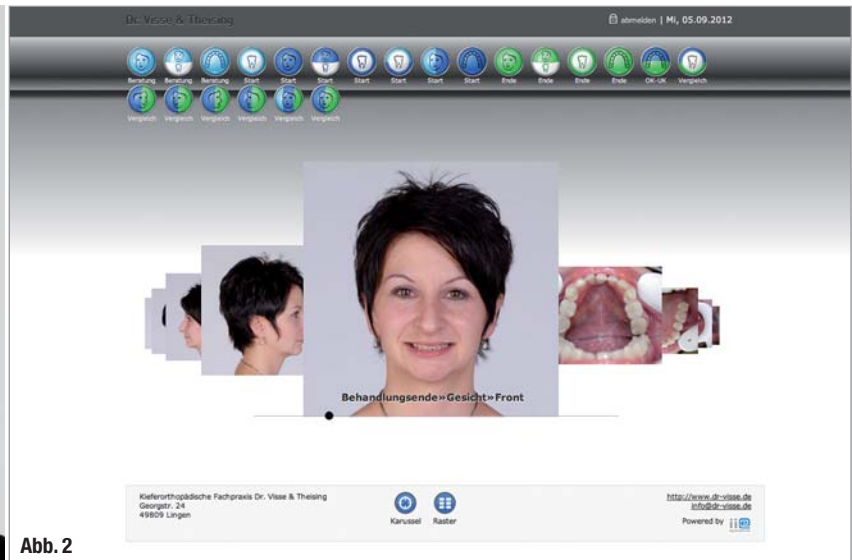 Dr. Visse & Theising
abmelden | Mi, 05.09.2012
Beratung Beratung Beratung Start Start Start Start Start Start Start Ende Ende Ende Ende OK-UK Vergleich
Vergleich Vergleich Vergleich Vergleich Vergleich Vergleich
Behandlungsende»Gesicht»Front
Kieferorthopädische Fachpraxis Dr. Visse & Theising
Georgstr. 24
49809 Lingen
Karussel Raster
http://www.dr-visse.de
info@dr-visse.de
Powered by
Abb. 2